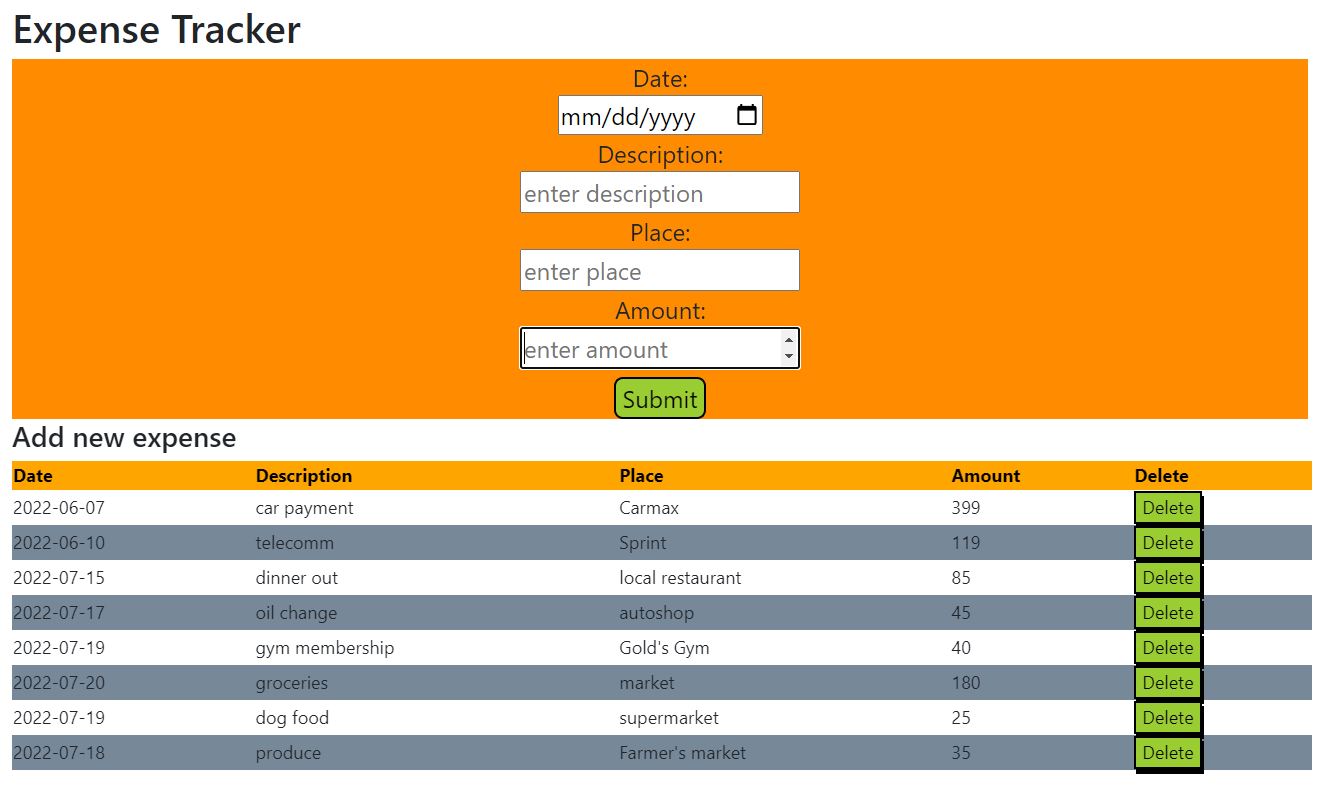 Expense Tracker
Date:
mm/dd/yyyy
Description:
enter description
Place:
enter place
Amount:
enter amount
Submit
Add new expense
Date Description Place Amount Delete
2022-06-07 car payment Carmax 399 Delete
2022-06-10 telecomm Sprint 119 Delete
2022-07-15 dinner out local restaurant 85 Delete
2022-07-17 oil change autoshop 45 Delete
2022-07-19 gym membership Gold's Gym 40 Delete
2022-07-20 groceries market 180 Delete
2022-07-19 dog food supermarket 25 Delete
2022-07-18 produce Farmer's market 35 Delete